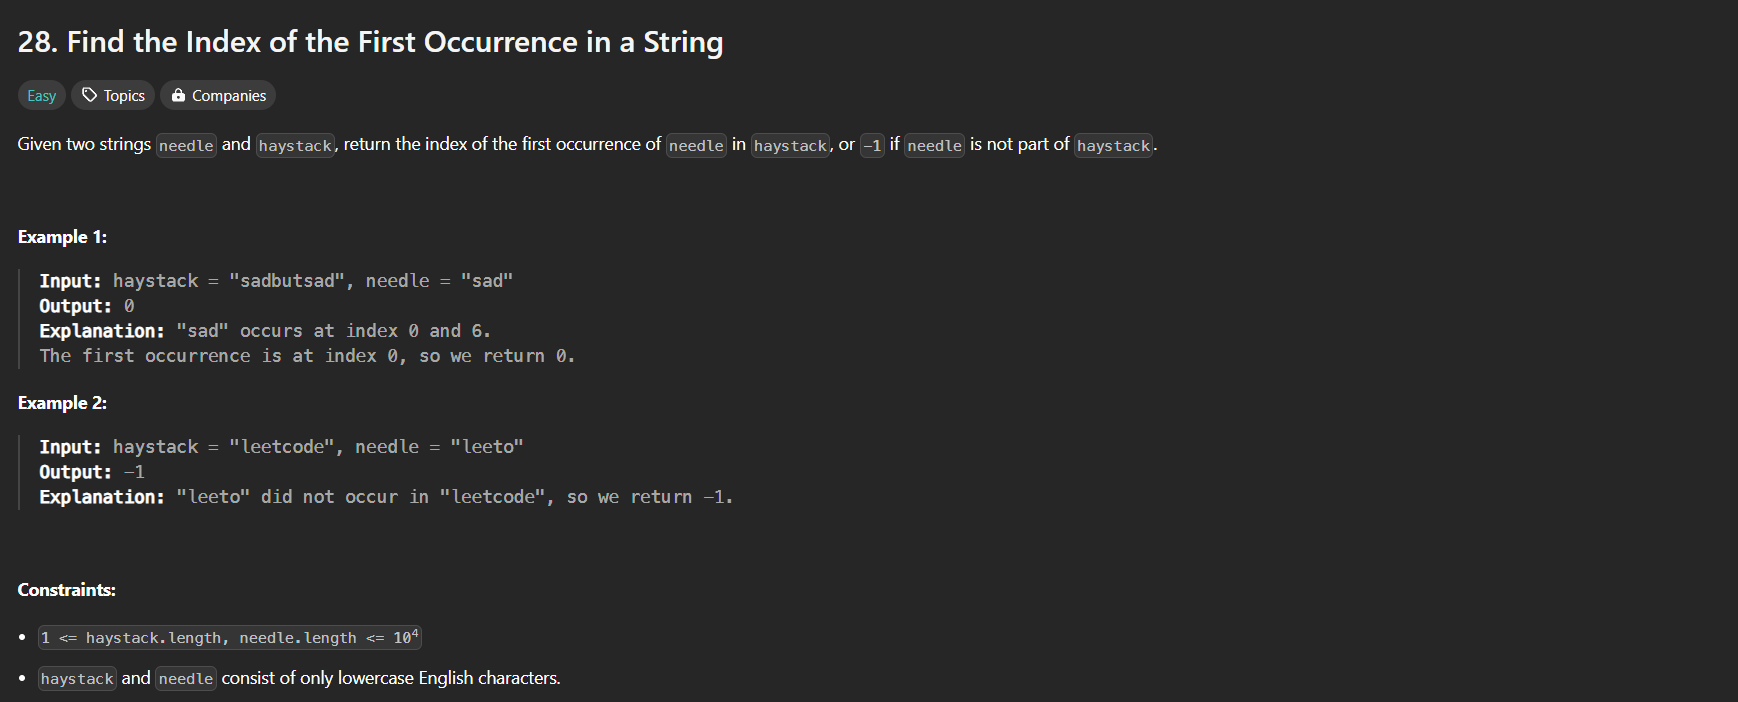 28. Find the Index of the First Occurrence in a String
Easy Topics Companies
Given two strings needle and haystack, return the index of the first occurrence of needle in haystack, or -1 if needle is not part of haystack.
Example 1:
Input: haystack = "sadbutsad", needle = "sad"
Output: 0
Explanation: "sad" occurs at index 0 and 6.
The first occurrence is at index 0, so we return 0.
Example 2:
Input: haystack = "leetcode", needle = "leeto"
Output: -1
Explanation: "leeto" did not occur in "leetcode", so we return -1.
Constraints:
• 1 <= haystack.length, needle.length <= 10⁴
• haystack and needle consist of only lowercase English characters.